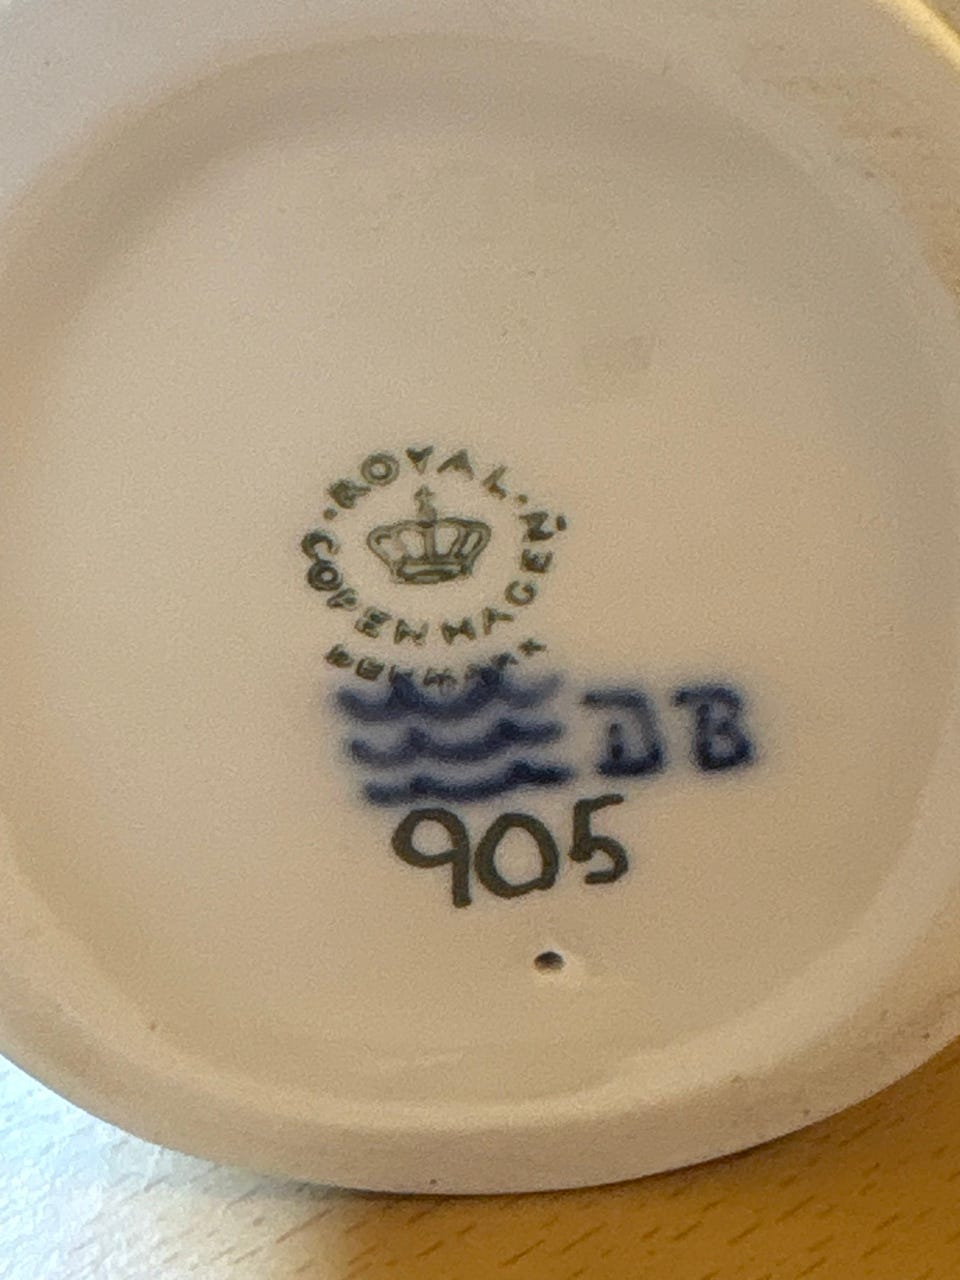 ROYAL
COPENHAGEN
DENMARK
DB
905